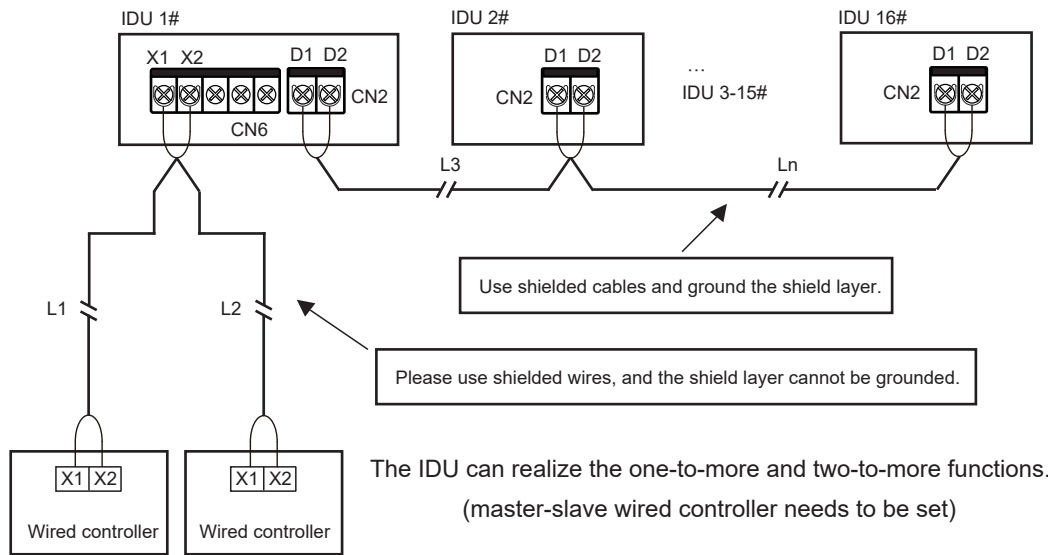 IDU 1#
IDU 2#
IDU 16#
X1 X2
D1 D2
CN2
CN6
D1 D2
CN2
...
IDU 3-15#
D1 D2
CN2
L3
Ln
Use shielded cables and ground the shield layer.
L1
L2
Please use shielded wires, and the shield layer cannot be grounded.
X1 X2
Wired controller
X1 X2
Wired controller
The IDU can realize the one-to-more and two-to-more functions.
(master-slave wired controller needs to be set)